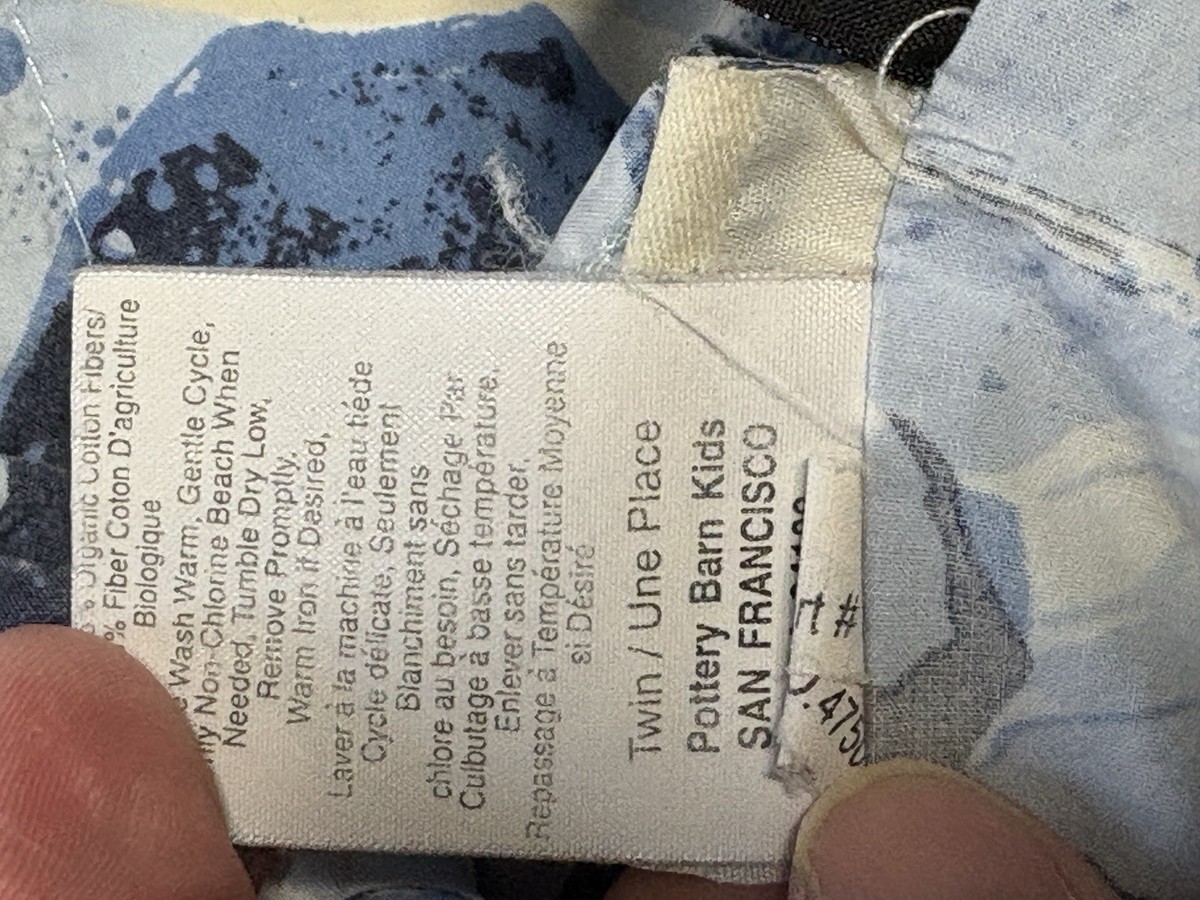 % Organic Cotton Fibers/
% Fiber Coton D'agriculture
Biologique
Wash Warm, Gentle Cycle,
Non-Chlorine Beach When
Needed, Tumble Dry Low,
Remove Promptly.
Warm Iron if Desired,
Laver à la machine à l'eau tiéde
Cycle délicate, Seulement
Blanchiment sans
chlore au besoin, Séchage Par
Culbutage à basse température,
Enlever sans tarder,
Repassage à Température Moyenne
si Désiré
Twin / Une Place
Pottery Barn Kids
SAN FRANCISCO
#